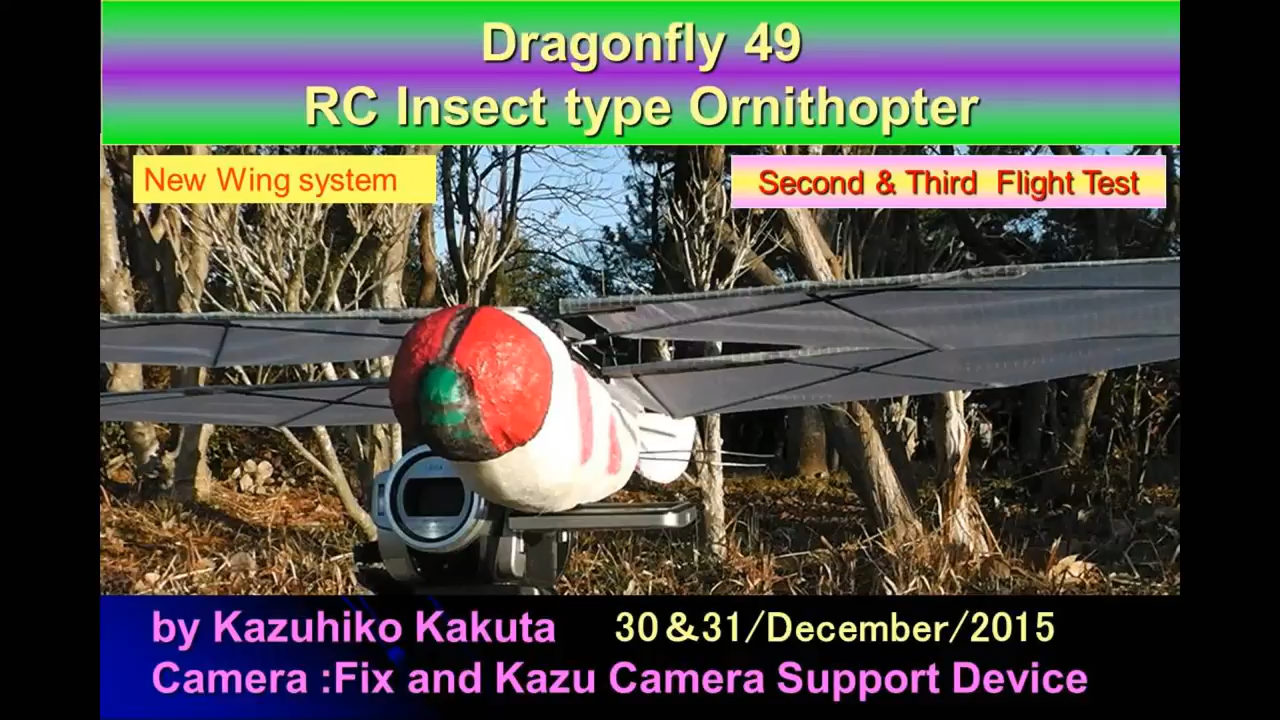 Dragonfly 49
RC Insect type Ornithopter
New Wing system
Second & Third Flight Test
by Kazuhiko Kakuta 30&31/December/2015
Camera :Fix and Kazu Camera Support Device